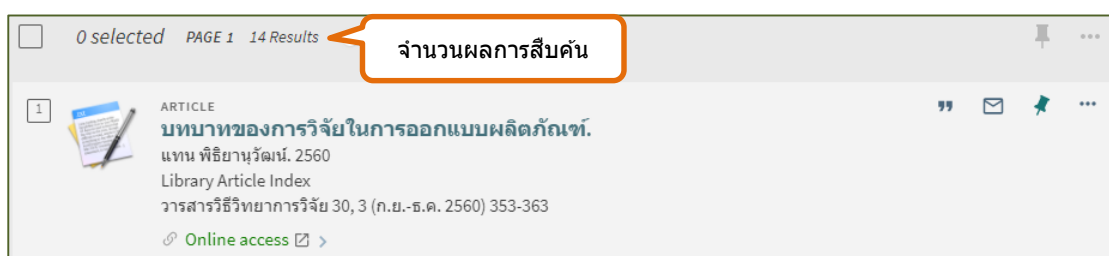 0 selected PAGE 1 14 Results
จำนวนผลการสืบค้น
1
ARTICLE
บทบาทของการวิจัยในการออกแบบผลิตภัณฑ์.
แทน พิธิยานุวัฒน์. 2560
Library Article Index
วารสารวิธีวิทยาการวิจัย 30, 3 (ก.ย.-ธ.ค. 2560) 353-363
Online access